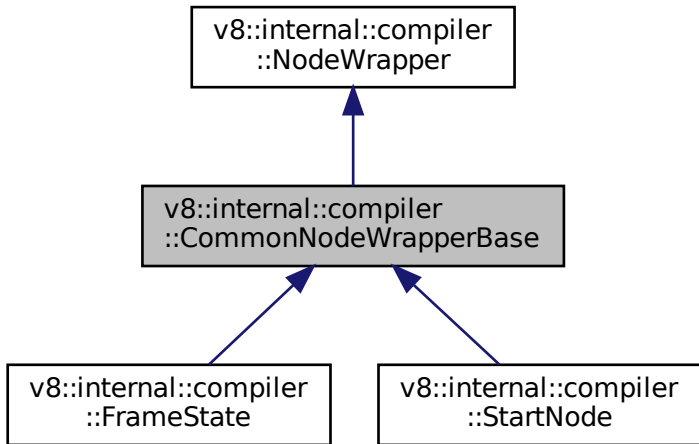 v8::internal::compiler
::NodeWrapper
v8::internal::compiler
::CommonNodeWrapperBase
v8::internal::compiler
::FrameState
v8::internal::compiler
::StartNode